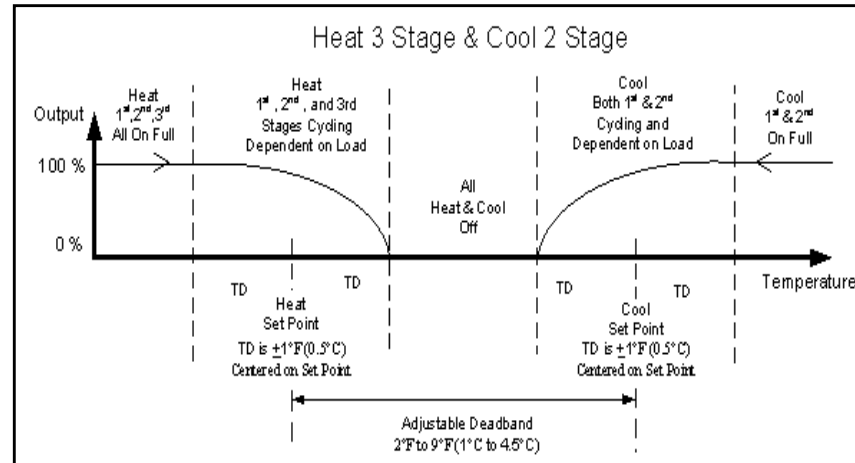 Heat 3 Stage & Cool 2 Stage
Output
Heat
1st,2nd,3rd
All On Full
Heat
1st, 2nd, and 3rd
Stages Cycling
Dependent on Load
Cool
Both 1st & 2nd
Cycling and
Dependent on Load
Cool
1st & 2nd
On Full
100 %
All
Heat & Cool
Off
0 %
Temperature
TD
TD
TD
TD
Heat
Set Point
TD is ±1°F(0.5°C)
Centered on Set Point
Cool
Set Point
TD is ±1°F(0.5°C)
Centered on Set Point
Adjustable Deadband
2°F to 9°F(1°C to 4.5°C)